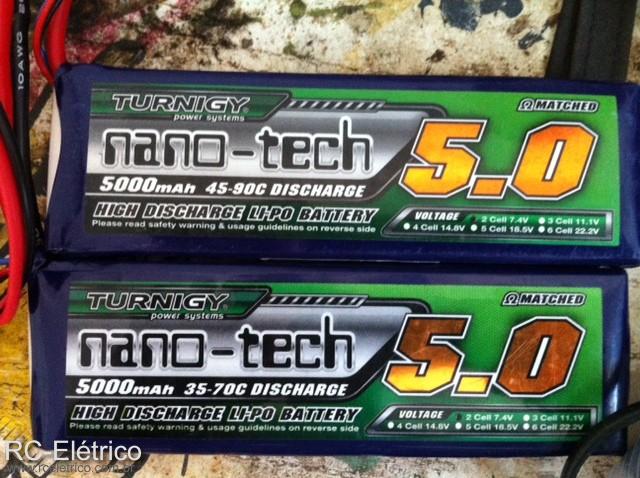 10AWG
TURNIGY
power systems
Ω MATCHED
nano-tech
5.0
5000mAh 45-90C DISCHARGE
HIGH DISCHARGE LI-PO BATTERY
Please read safety warning & usage guidelines on reverse side
VOLTAGE 2 Cell 7.4V 3 Cell 11.1V
4 Cell 14.8V 5 Cell 18.5V 6 Cell 22.2V
TURNIGY
power systems
Ω MATCHED
nano-tech
5.0
5000mAh 35-70C DISCHARGE
HIGH DISCHARGE LI-PO BATTERY
Please read safety warning & usage guidelines on reverse side
VOLTAGE 2 Cell 7.4V 3 Cell 11.1V
4 Cell 14.8V 5 Cell 18.5V 6 Cell 22.2V
RC Elétrico
www.rceletrico.com.br